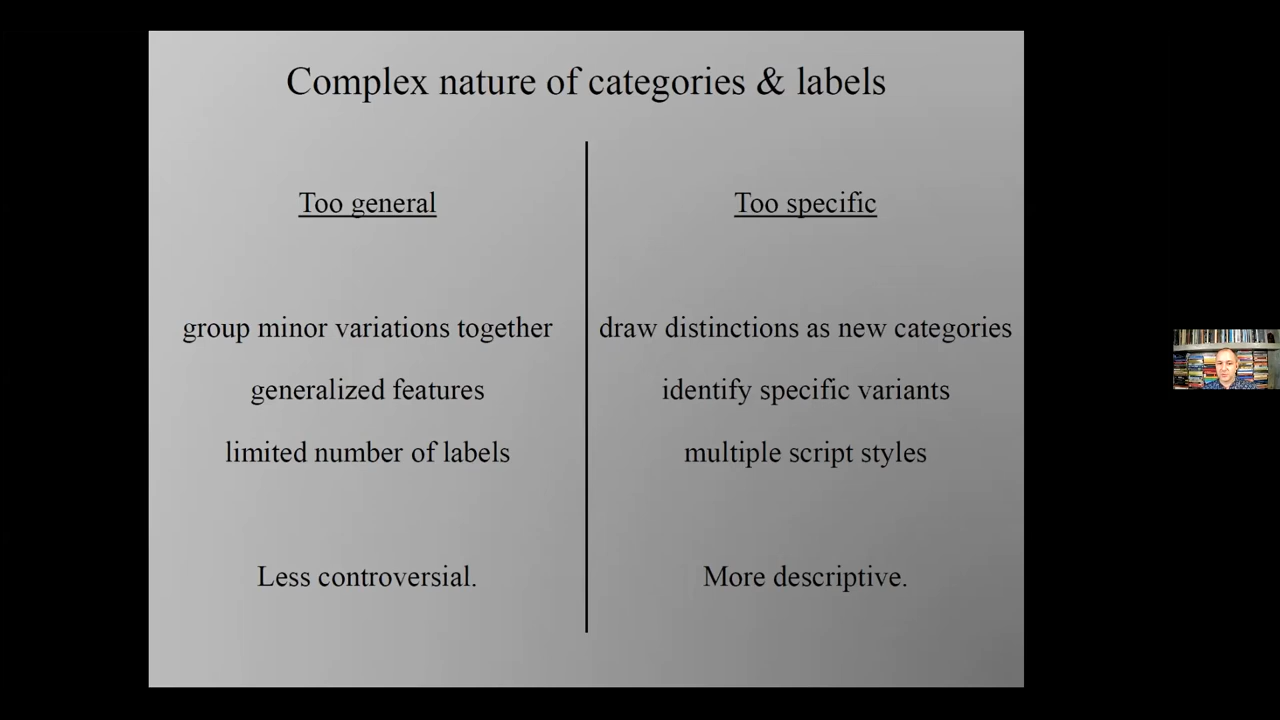 Complex nature of categories & labels
Too general
group minor variations together
generalized features
limited number of labels
Less controversial.
Too specific
draw distinctions as new categories
identify specific variants
multiple script styles
More descriptive.